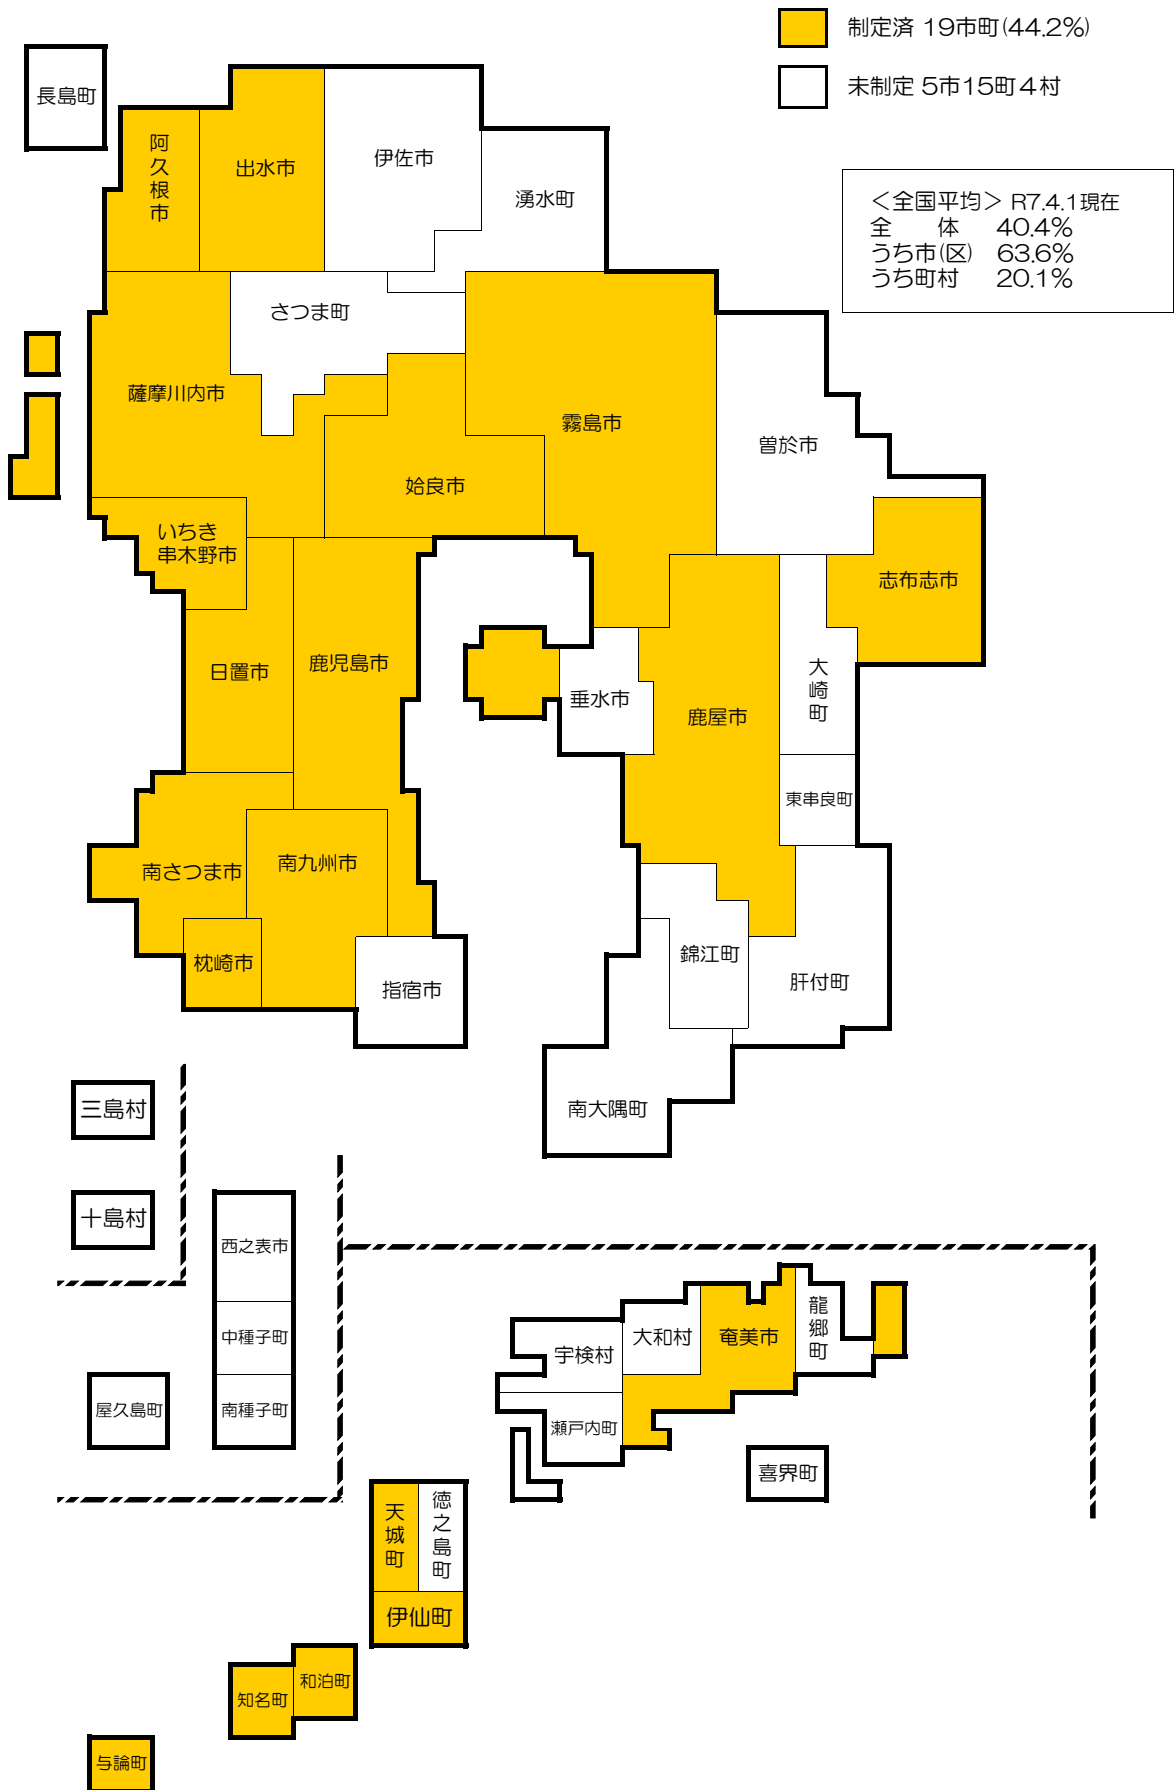 制定済 19市町(44.2%)
未制定 5市15町4村
＜全国平均＞ R7.4.1現在
全　　体　40.4%
うち市(区)　63.6%
うち町村　20.1%
長島町
阿久根市
出水市
伊佐市
湧水町
さつま町
薩摩川内市
霧島市
曽於市
姶良市
いちき
串木野市
志布志市
日置市
鹿児島市
垂水市
鹿屋市
大崎町
東串良町
南さつま市
南九州市
枕崎市
指宿市
錦江町
肝付町
南大隅町
三島村
十島村
西之表市
中種子町
南種子町
屋久島町
宇検村
大和村
奄美市
龍郷町
瀬戸内町
喜界町
天城町
徳之島町
伊仙町
和泊町
知名町
与論町